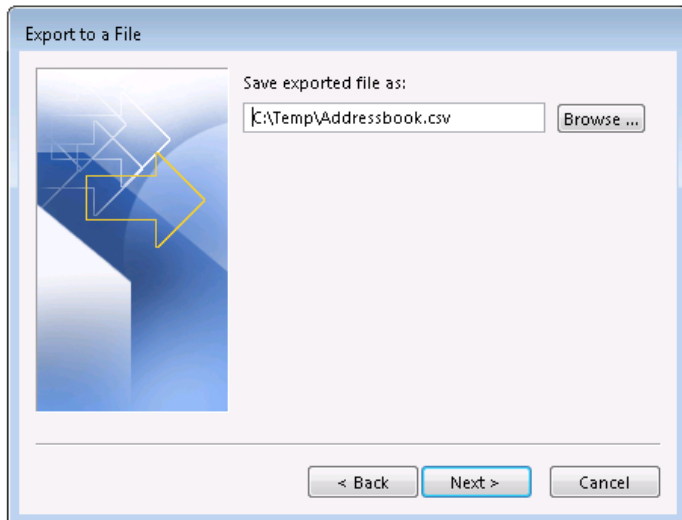 Export to a File
Save exported file as:
C:\Temp\Addressbook.csv
Browse ...
< Back
Next >
Cancel